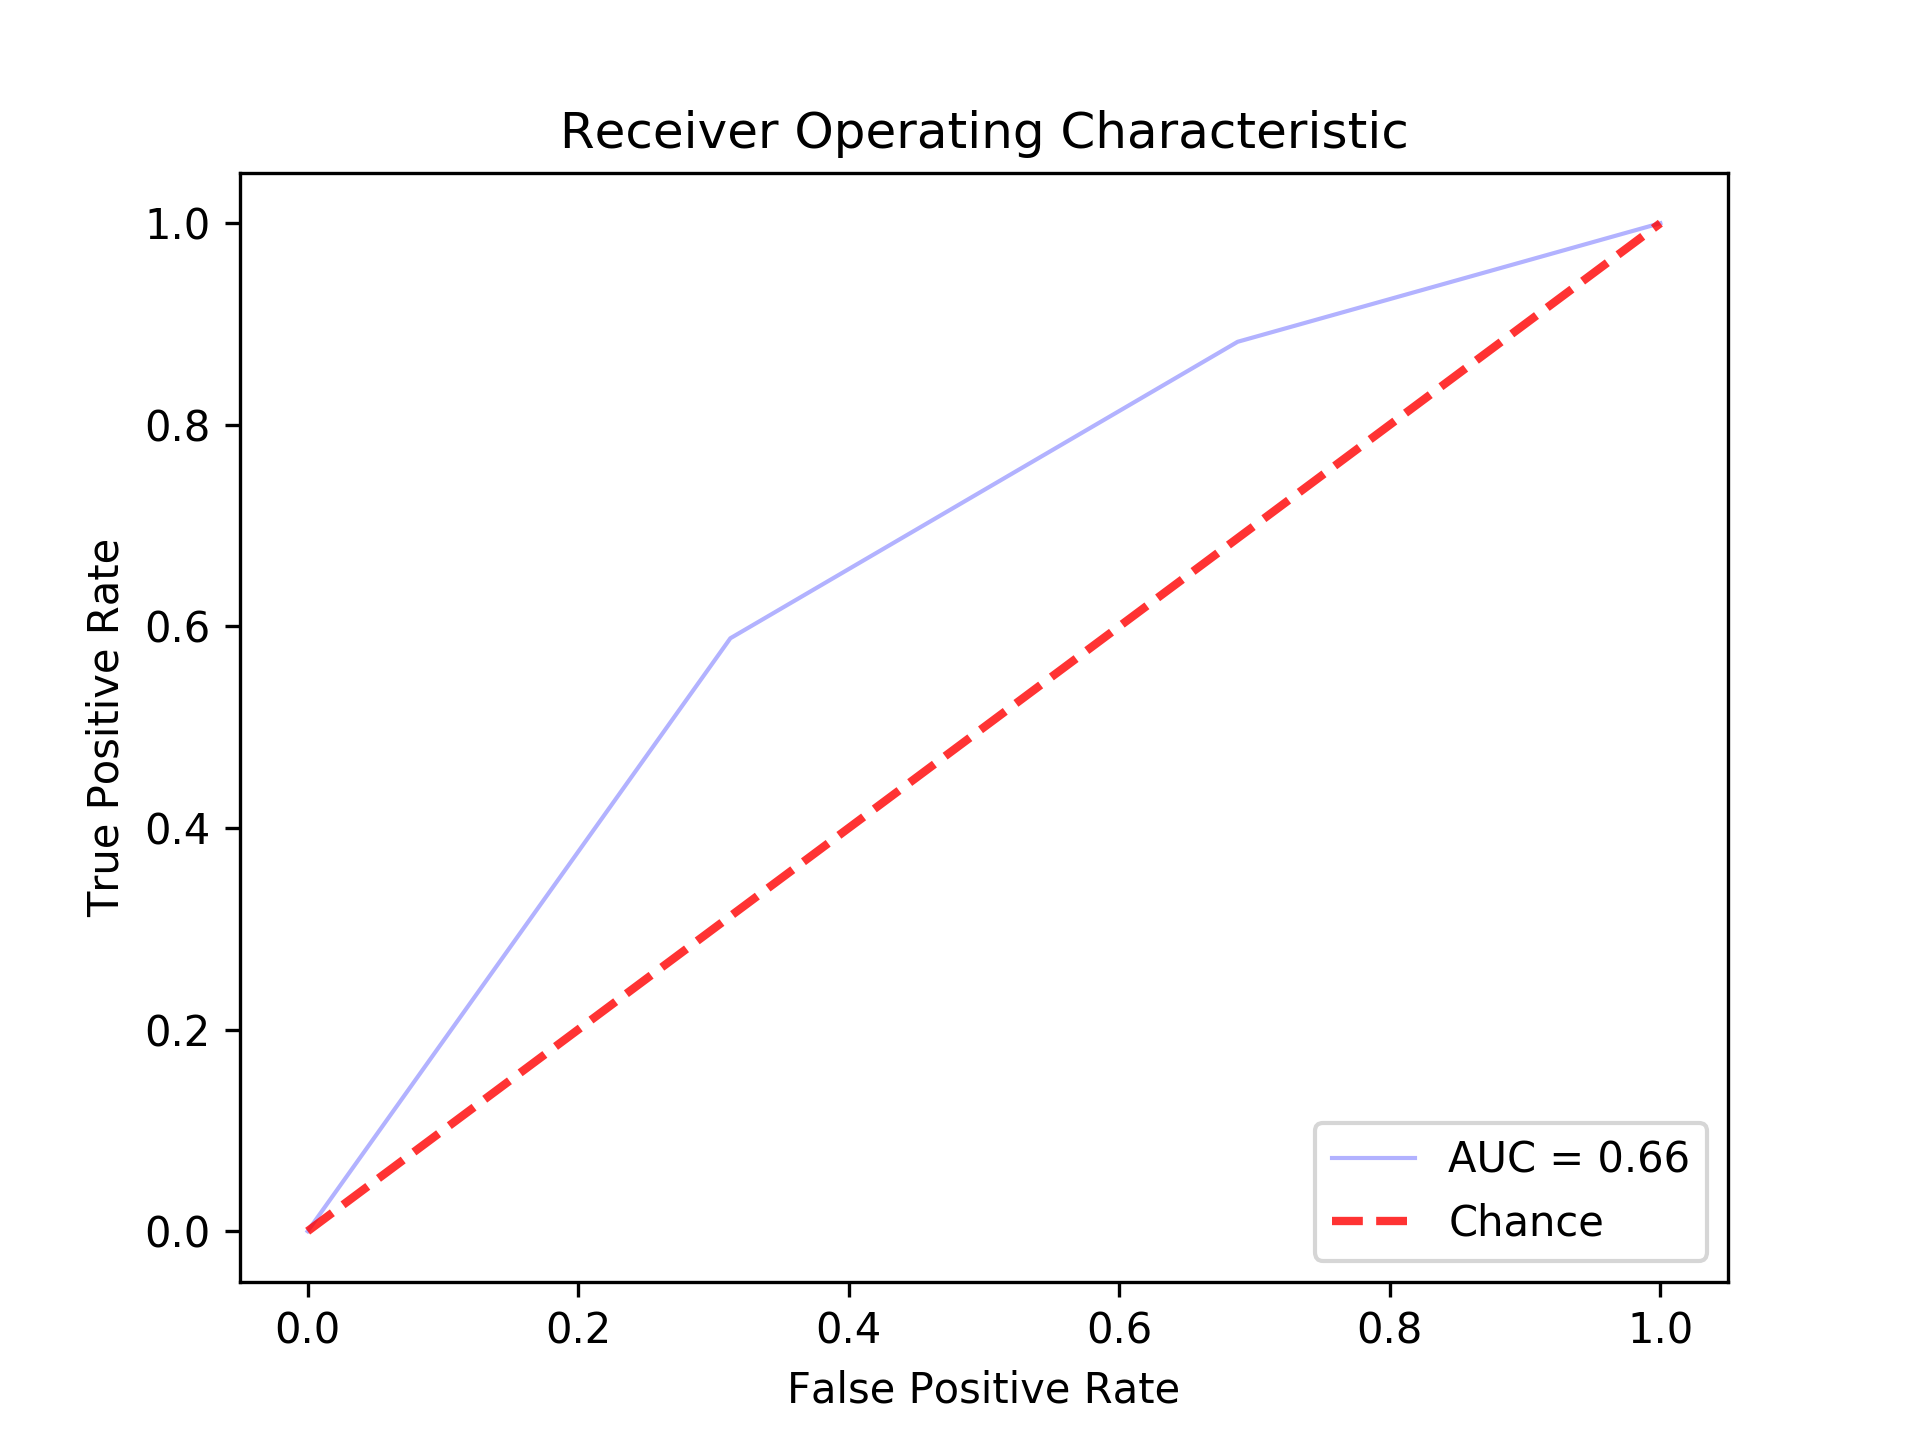 Receiver Operating Characteristic
1.0
0.8
0.6
0.4
0.2
0.0
True Positive Rate
0.0 0.2 0.4 0.6 0.8 1.0
False Positive Rate
AUC = 0.66
Chance